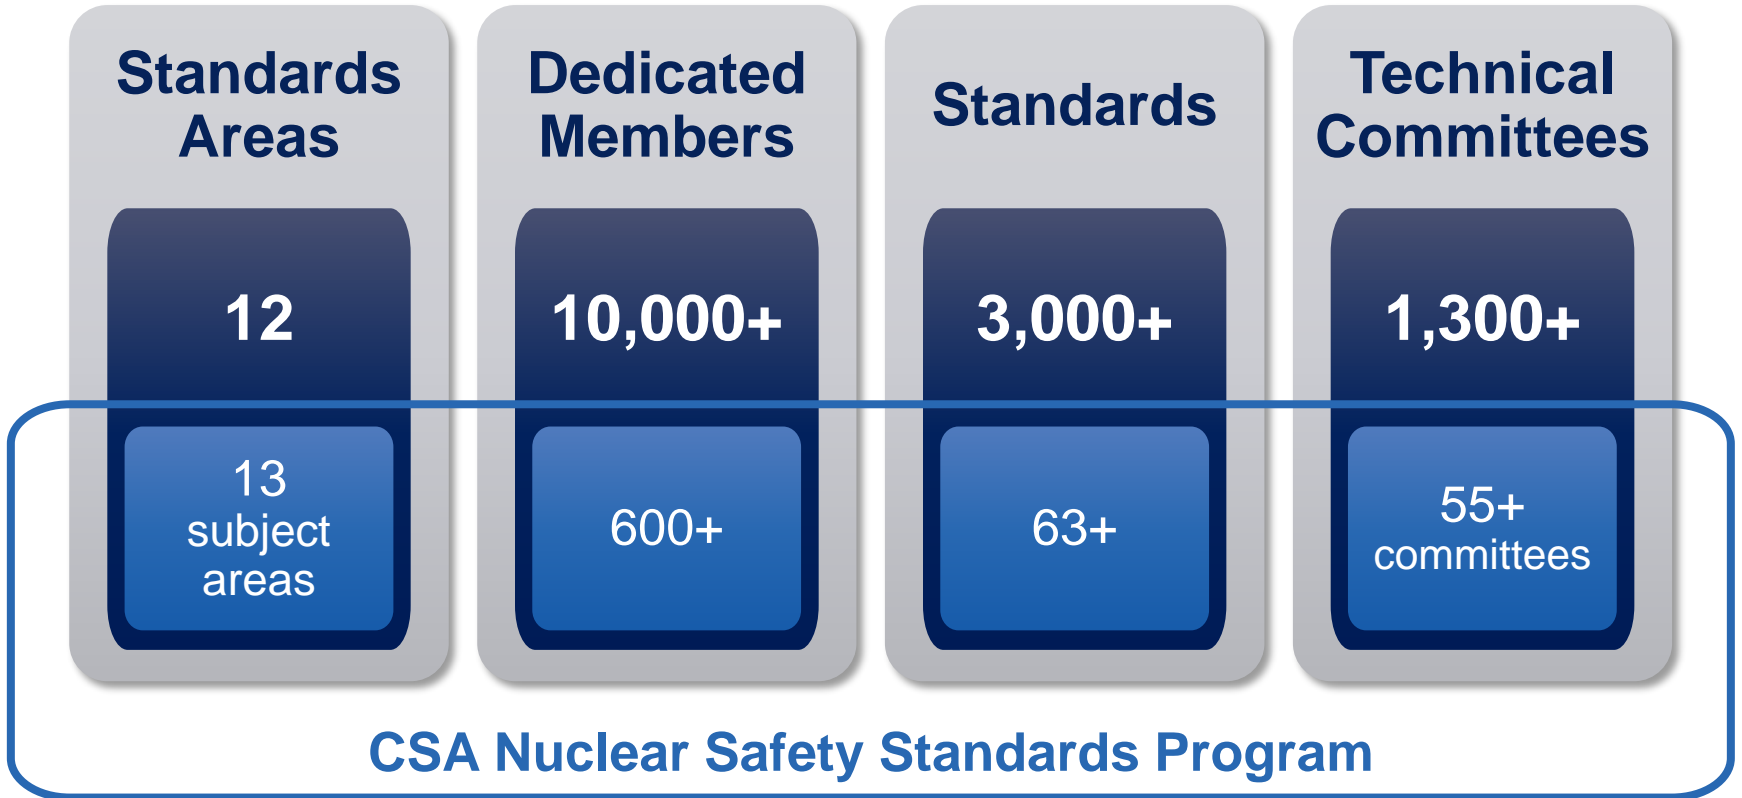 Standards
Areas
12
13
subject
areas
Dedicated
Members
10,000+
600+
Standards
3,000+
63+
Technical
Committees
1,300+
55+
committees
CSA Nuclear Safety Standards Program